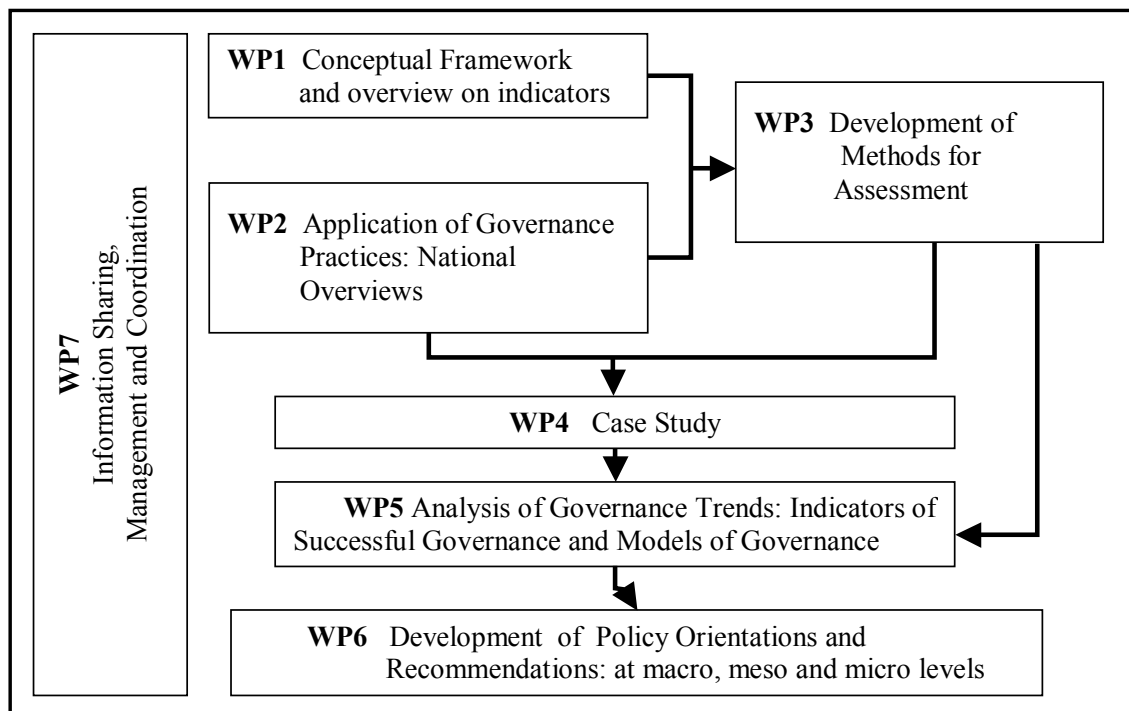 WP7
Information Sharing,
Management and Coordination
WP1 Conceptual Framework
and overview on indicators
WP2 Application of Governance
Practices: National
Overviews
WP3 Development of
Methods for
Assessment
WP4 Case Study
WP5 Analysis of Governance Trends: Indicators of
Successful Governance and Models of Governance
WP6 Development of Policy Orientations and
Recommendations: at macro, meso and micro levels